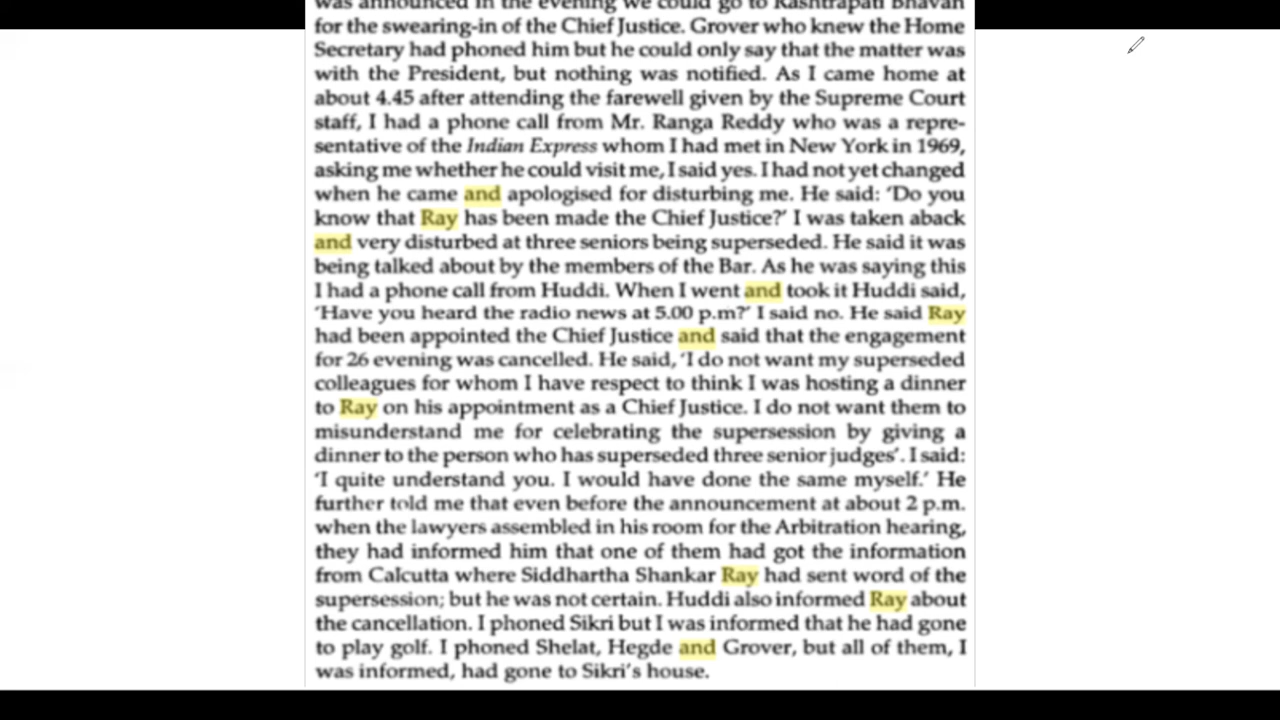 was announced in the evening we could go to Rashtrapati Bhavan
for the swearing-in of the Chief Justice. Grover who knew the Home
Secretary had phoned him but he could only say that the matter was
with the President, but nothing was notified. As I came home at
about 4.45 after attending the farewell given by the Supreme Court
staff, I had a phone call from Mr. Ranga Reddy who was a repre-
sentative of the Indian Express whom I had met in New York in 1969,
asking me whether he could visit me, I said yes. I had not yet changed
when he came and apologised for disturbing me. He said: 'Do you
know that Ray has been made the Chief Justice?' I was taken aback
and very disturbed at three seniors being superseded. He said it was
being talked about by the members of the Bar. As he was saying this
I had a phone call from Huddi. When I went and took it Huddi said,
'Have you heard the radio news at 5.00 p.m?' I said no. He said Ray
had been appointed the Chief Justice and said that the engagement
for 26 evening was cancelled. He said, 'I do not want my superseded
colleagues for whom I have respect to think I was hosting a dinner
to Ray on his appointment as a Chief Justice. I do not want them to
misunderstand me for celebrating the supersession by giving a
dinner to the person who has superseded three senior judges'. I said:
'I quite understand you. I would have done the same myself.' He
further told me that even before the announcement at about 2 p.m.
when the lawyers assembled in his room for the Arbitration hearing,
they had informed him that one of them had got the information
from Calcutta where Siddhartha Shankar Ray had sent word of the
supersession; but he was not certain. Huddi also informed Ray about
the cancellation. I phoned Sikri but I was informed that he had gone
to play golf. I phoned Shelat, Hegde and Grover, but all of them, I
was informed, had gone to Sikri's house.